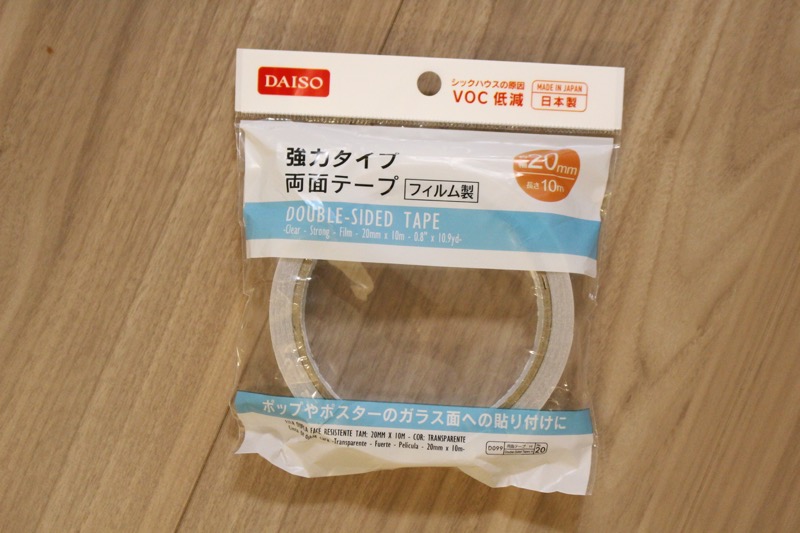 DAISO
シックハウスの原因
VOC 低減
MADE IN JAPAN
日本製
強力タイプ
両面テープ フィルム製
20mm
長さ 10m
DOUBLE-SIDED TAPE
-Clear - Strong - Film - 20mm x 10m - 0.8" x 10.9yd-
ポップやポスターのガラス面への貼り付けに
FACE RESISTENTE TAM: 20MM X 10M - COR: TRANSPARENTE
-Transparente - Fuerte - Película - 20mm x 10m-
D099
20